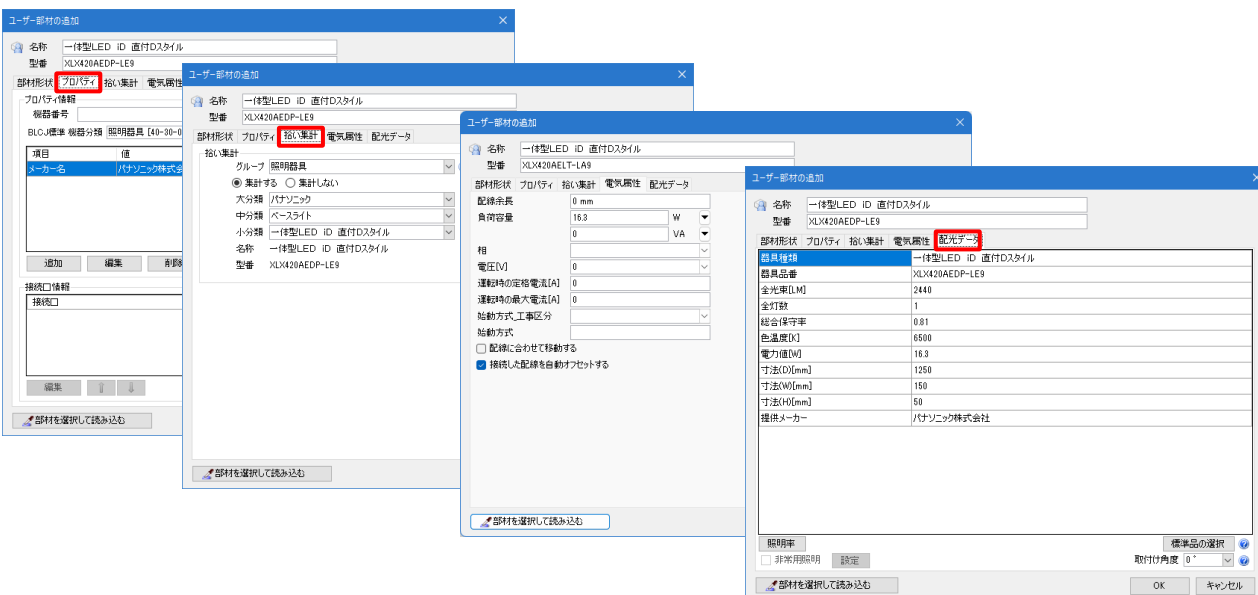 ユーザー部材の追加
名称 一体型LED iD 直付Dスタイル
型番 XLX420AEDP-LE9
部材形状 プロパティ 拾い集計 電気属性
プロパティ情報
機器番号
BLCJ標準 機器分類 照明器具 [40-30-0
項目 値
メーカー名 パナソニック株式会
追加 編集 削除
接続口情報
接続口
編集
部材を選択して読み込む
ユーザー部材の追加
名称 一体型LED iD 直付Dスタイル
型番 XLX420AEDP-LE9
部材形状 プロパティ 拾い集計 電気属性 配光データ
拾い集計
グループ 照明器具
集計する 集計しない
大分類 パナソニック
中分類 ベースライト
小分類 一体型LED iD 直付Dスタイル
名称 一体型LED iD 直付Dスタイル
型番 XLX420AEDP-LE9
部材を選択して読み込む
ユーザー部材の追加
名称 一体型LED iD 直付Dスタイル
型番 XLX420AELT-LA9
部材形状 プロパティ 拾い集計 電気属性 配光データ
配線余長 0 mm
負荷容量 16.3 W
0 VA
相
電圧[V] 0
運転時の定格電流[A] 0
運転時の最大電流[A] 0
始動方式_工事区分
始動方式
配線に合わせて移動する
接続した配線を自動オフセットする
部材を選択して読み込む
ユーザー部材の追加
名称 一体型LED iD 直付Dスタイル
型番 XLX420AEDP-LE9
部材形状 プロパティ 拾い集計 電気属性 配光データ
器具種類 一体型LED iD 直付Dスタイル
器具品番 XLX420AEDP-LE9
全光束[LM] 2440
全灯数 1
総合保守率 0.81
色温度[K] 6500
電力値[W] 16.3
寸法(D)[mm] 1250
寸法(W)[mm] 150
寸法(H)[mm] 50
提供メーカー パナソニック株式会社
照明率 標準品の選択
非常用照明 設定 取付け角度 0°
部材を選択して読み込む OK キャンセル